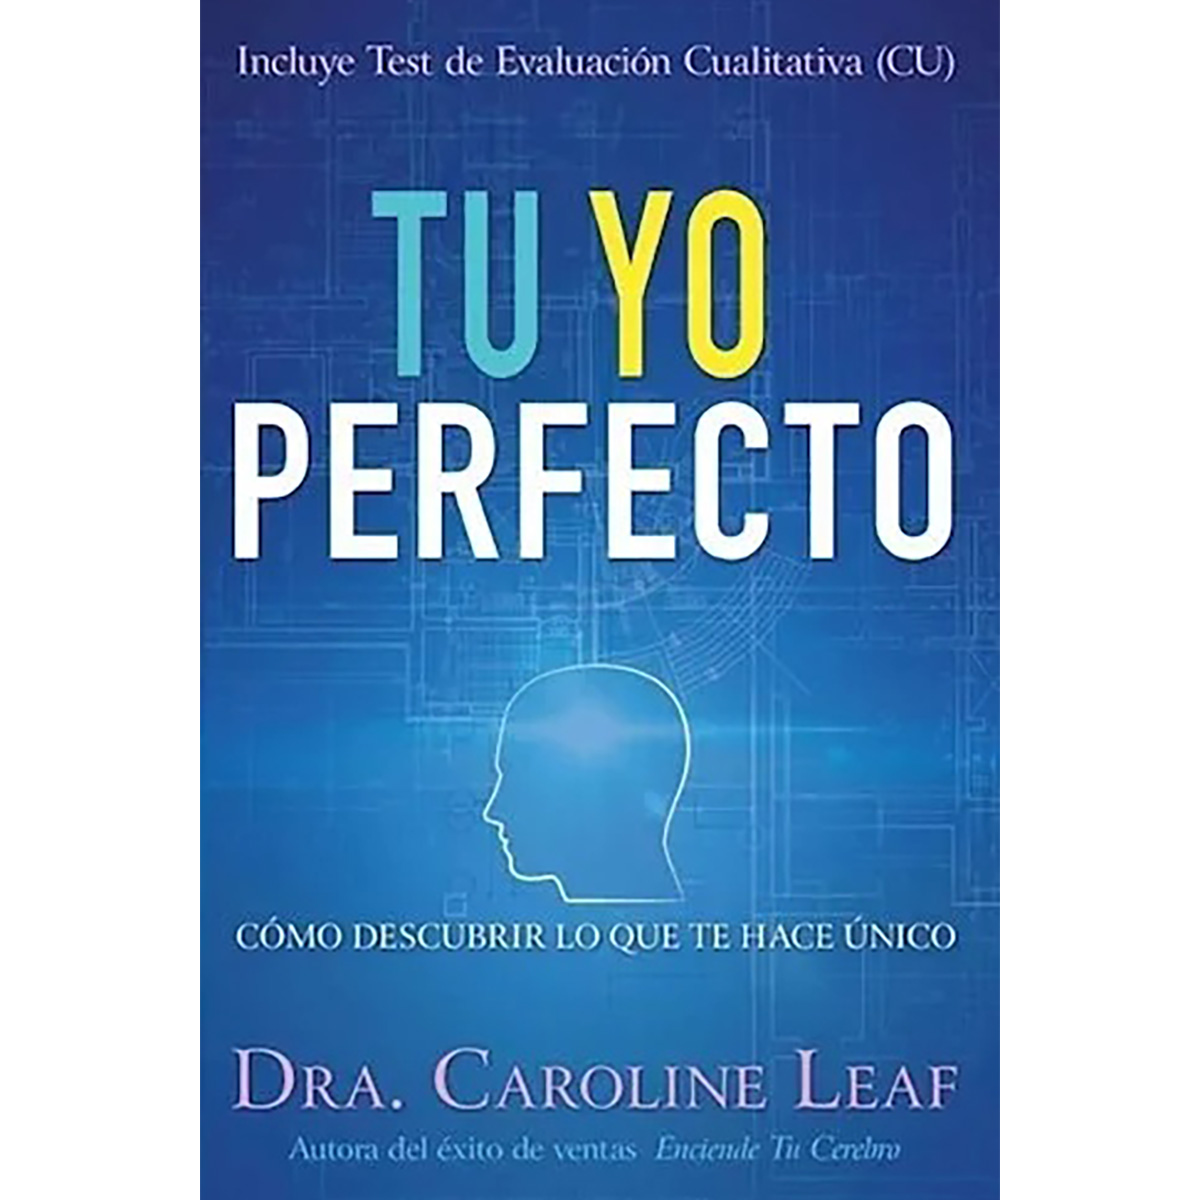 Incluye Test de Evaluación Cualitativa (CU)
TU YO
PERFECTO
CÓMO DESCUBRIR LO QUE TE HACE ÚNICO
DRA. CAROLINE LEAF
Autora del éxito de ventas Enciende Tu Cerebro